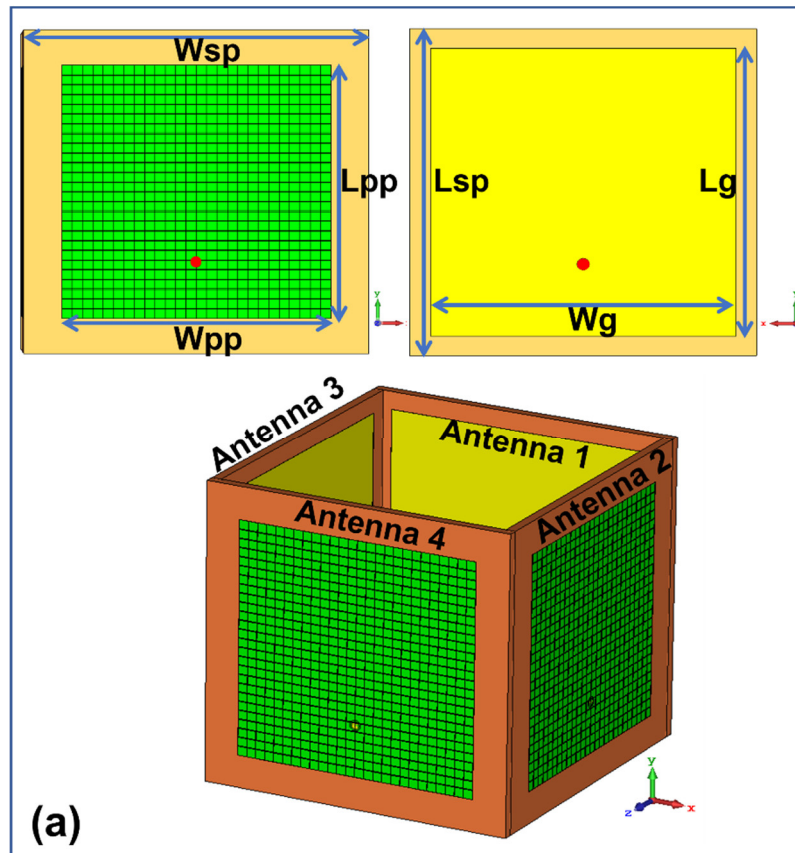 Wsp
Lpp
Wpp
y
Lsp
Lg
Wg
y
x
Antenna 3
Antenna 1
Antenna 2
Antenna 4
y
z
x
(a)